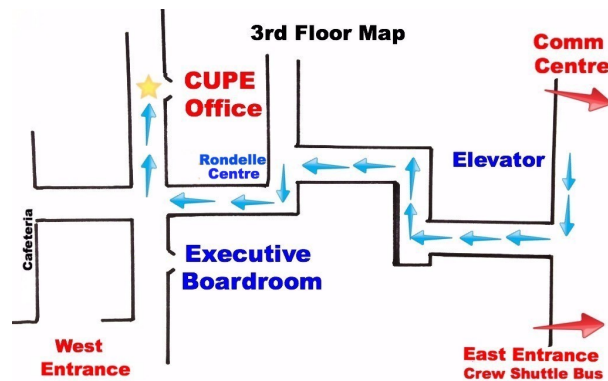 3rd Floor Map
Comm
Centre
CUPE
Office
Rondelle
Centre
Elevator
Cafeteria
Executive
Boardroom
West
Entrance
East Entrance
Crew Shuttle Bus